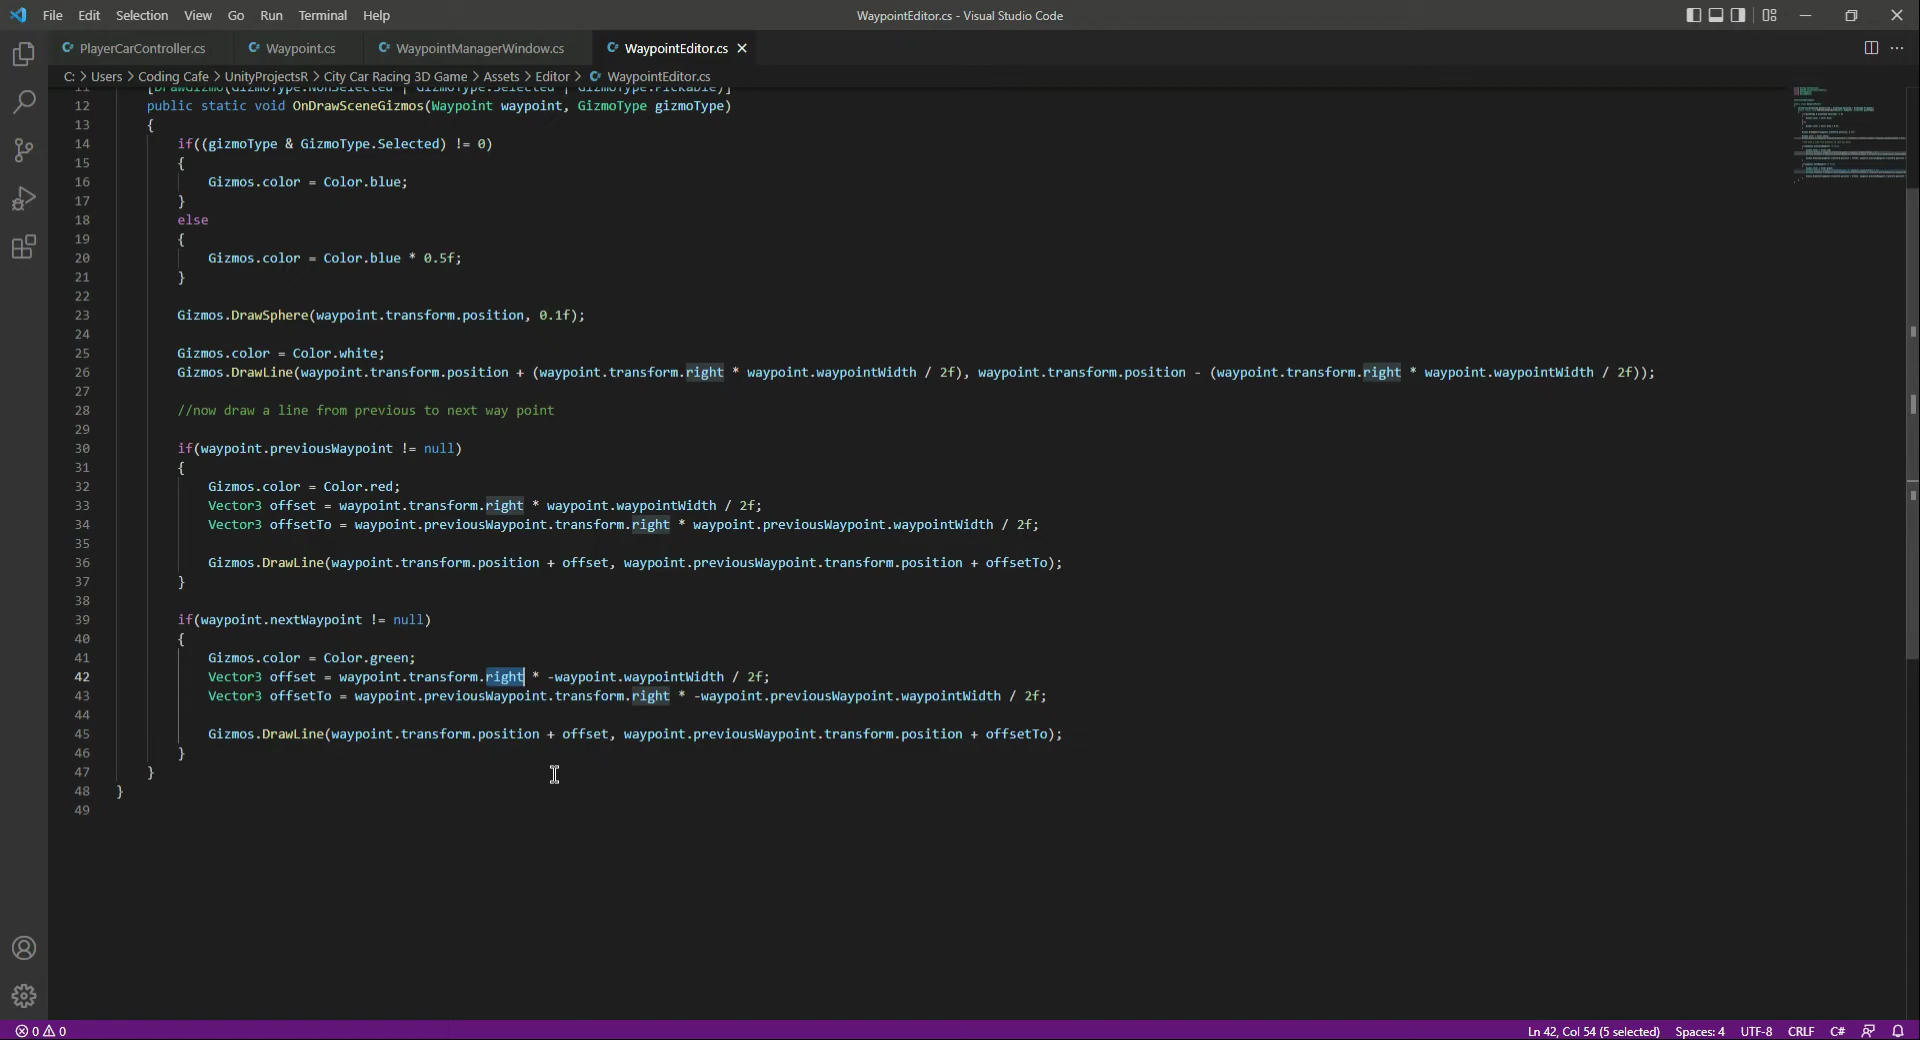 File Edit Selection View Go Run Terminal Help
WaypointEditor.cs - Visual Studio Code
PlayerCarController.cs Waypoint.cs WaypointManagerWindow.cs WaypointEditor.cs
C: > Users > Coding Cafe > UnityProjectsR > City Car Racing 3D Game > Assets > Editor > WaypointEditor.cs
11 [DrawGizmo(GizmoType.NonSelected | GizmoType.Selected | GizmoType.Pickable)]
12 public static void OnDrawSceneGizmos(Waypoint waypoint, GizmoType gizmoType)
13 {
14 if((gizmoType & GizmoType.Selected) != 0)
15 {
16 Gizmos.color = Color.blue;
17 }
18 else
19 {
20 Gizmos.color = Color.blue * 0.5f;
21 }
22
23 Gizmos.DrawSphere(waypoint.transform.position, 0.1f);
24
25 Gizmos.color = Color.white;
26 Gizmos.DrawLine(waypoint.transform.position + (waypoint.transform.right * waypoint.waypointWidth / 2f), waypoint.transform.position - (waypoint.transform.right * waypoint.waypointWidth / 2f));
27
28 //now draw a line from previous to next way point
29
30 if(waypoint.previousWaypoint != null)
31 {
32 Gizmos.color = Color.red;
33 Vector3 offset = waypoint.transform.right * waypoint.waypointWidth / 2f;
34 Vector3 offsetTo = waypoint.previousWaypoint.transform.right * waypoint.previousWaypoint.waypointWidth / 2f;
35
36 Gizmos.DrawLine(waypoint.transform.position + offset, waypoint.previousWaypoint.transform.position + offsetTo);
37 }
38
39 if(waypoint.nextWaypoint != null)
40 {
41 Gizmos.color = Color.green;
42 Vector3 offset = waypoint.transform.right * -waypoint.waypointWidth / 2f;
43 Vector3 offsetTo = waypoint.previousWaypoint.transform.right * -waypoint.previousWaypoint.waypointWidth / 2f;
44
45 Gizmos.DrawLine(waypoint.transform.position + offset, waypoint.previousWaypoint.transform.position + offsetTo);
46 }
47 }
48 }
49
0 0 Ln 42, Col 54 (5 selected) Spaces: 4 UTF-8 CRLF C#